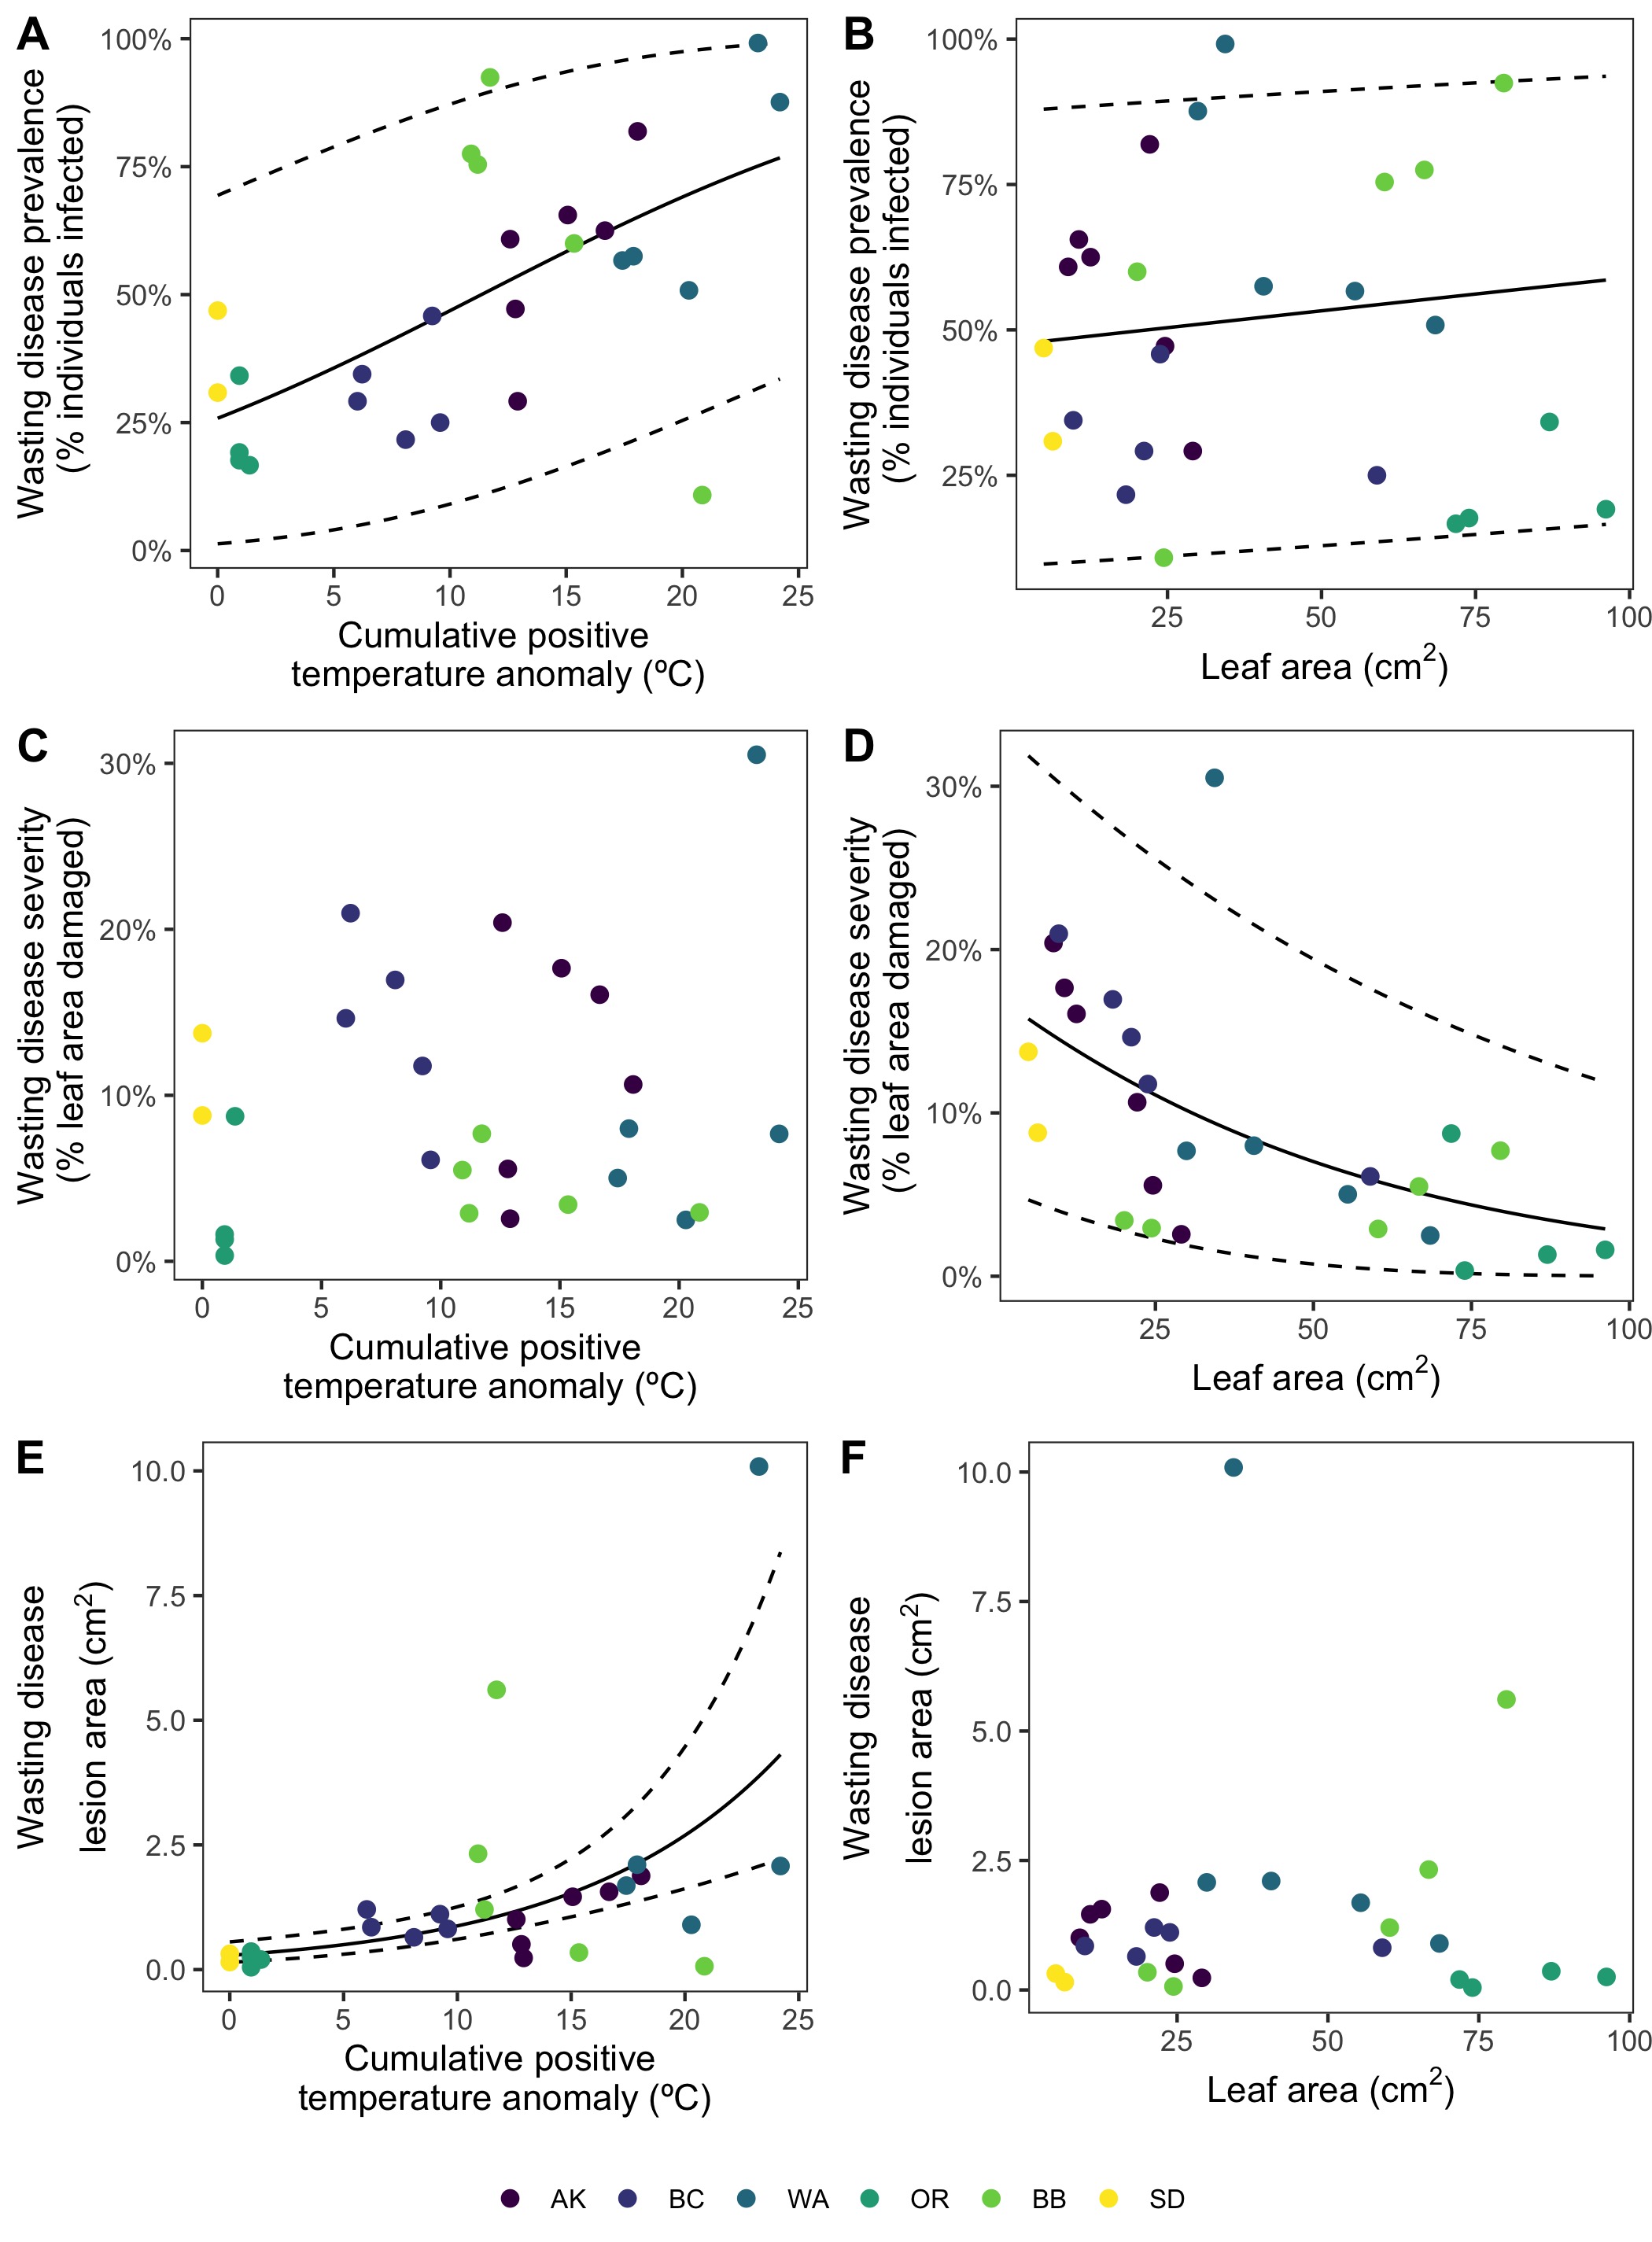 A
Wasting disease prevalence
(% individuals infected)
100%
75%
50%
25%
0%
0 5 10 15 20 25
Cumulative positive
temperature anomaly (ºC)
B
Wasting disease prevalence
(% individuals infected)
100%
75%
50%
25%
25 50 75 100
Leaf area (cm²)
C
Wasting disease severity
(% leaf area damaged)
30%
20%
10%
0%
0 5 10 15 20 25
Cumulative positive
temperature anomaly (ºC)
D
Wasting disease severity
(% leaf area damaged)
30%
20%
10%
0%
25 50 75 100
Leaf area (cm²)
E
Wasting disease
lesion area (cm²)
10.0
7.5
5.0
2.5
0.0
0 5 10 15 20 25
Cumulative positive
temperature anomaly (ºC)
F
Wasting disease
lesion area (cm²)
10.0
7.5
5.0
2.5
0.0
25 50 75 100
Leaf area (cm²)
AK BC WA OR BB SD